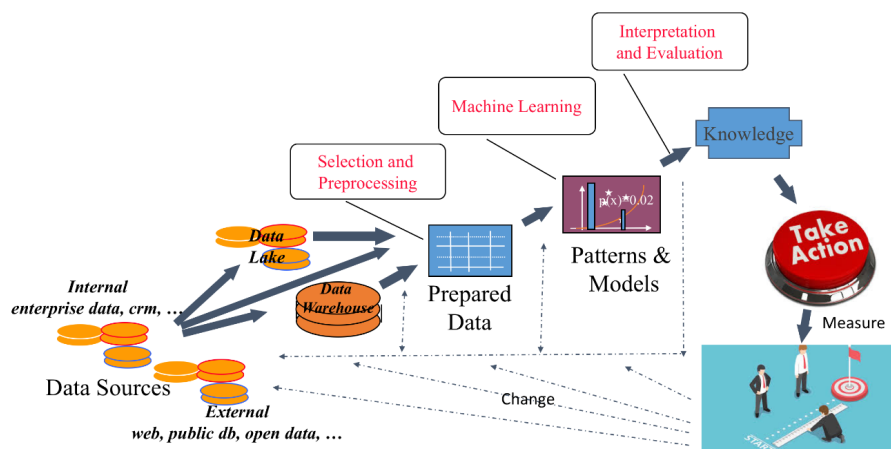 Interpretation
and Evaluation
Machine Learning
Knowledge
Selection and
Preprocessing
p(x)=0.02
Take
Action
Data
Lake
Patterns &
Models
Internal
enterprise data, crm, ...
Data
Warehouse
Prepared
Data
Measure
Data Sources
Change
External
web, public db, open data, ...
START